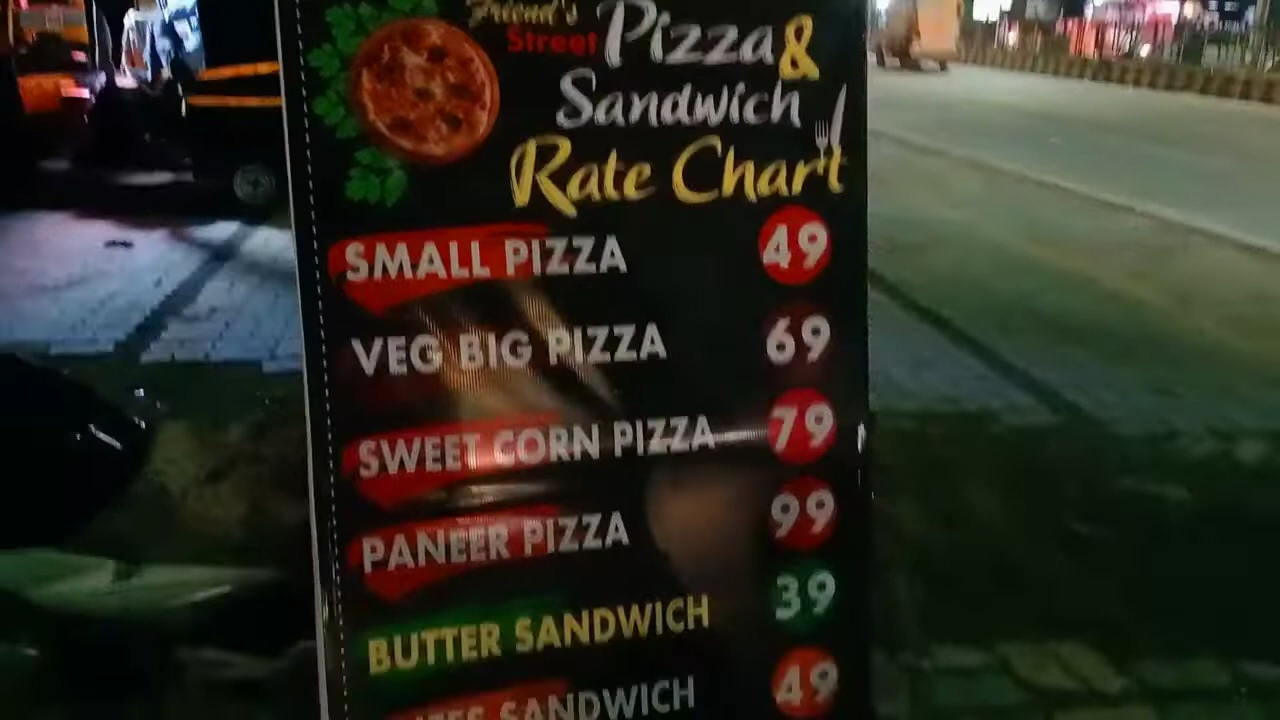 Friend's
Street Pizza &
Sandwich
Rate Chart
SMALL PIZZA 49
VEG BIG PIZZA 69
SWEET CORN PIZZA 79
PANEER PIZZA 99
BUTTER SANDWICH 39
SANDWICH 49